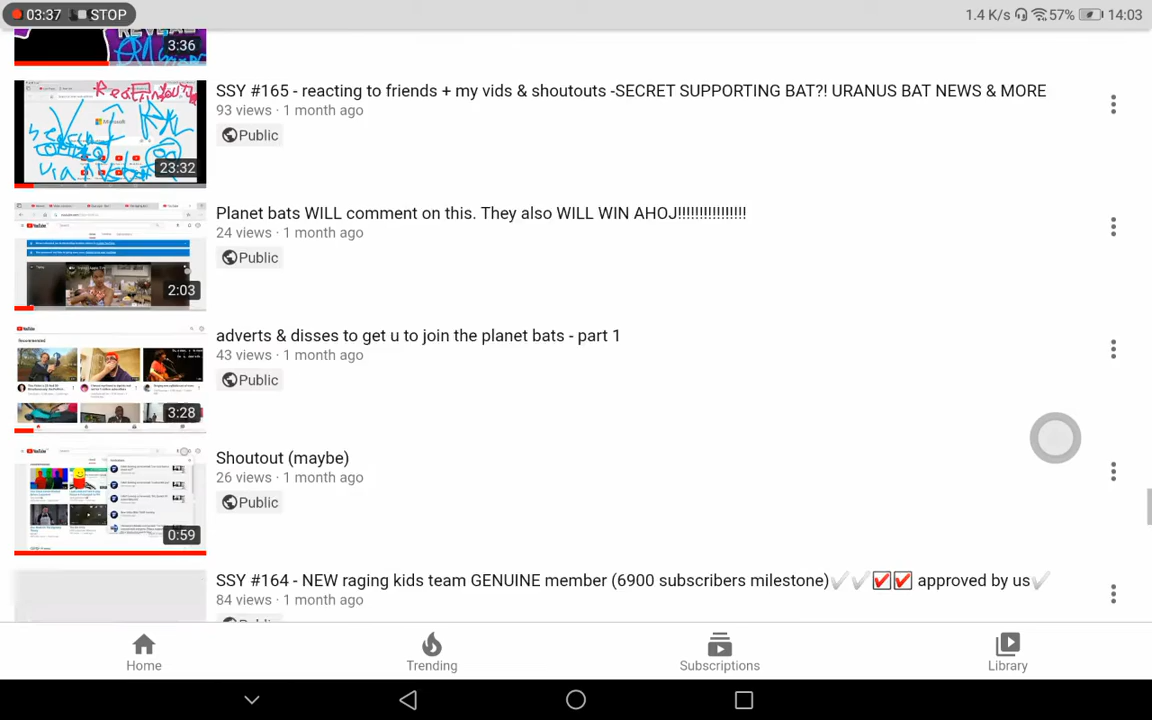 03:37 STOP 1.4 K/s 57% 14:03
3:36
SSY #165 - reacting to friends + my vids & shoutouts -SECRET SUPPORTING BAT?! URANUS BAT NEWS & MORE
93 views · 1 month ago
Public
23:32
Planet bats WILL comment on this. They also WILL WIN AHOJ!!!!!!!!!!!!!!!!
24 views · 1 month ago
Public
2:03
adverts & disses to get u to join the planet bats - part 1
43 views · 1 month ago
Public
3:28
Shoutout (maybe)
26 views · 1 month ago
Public
0:59
SSY #164 - NEW raging kids team GENUINE member (6900 subscribers milestone)✔✔☑☑ approved by us✔
84 views · 1 month ago
Home Trending Subscriptions Library